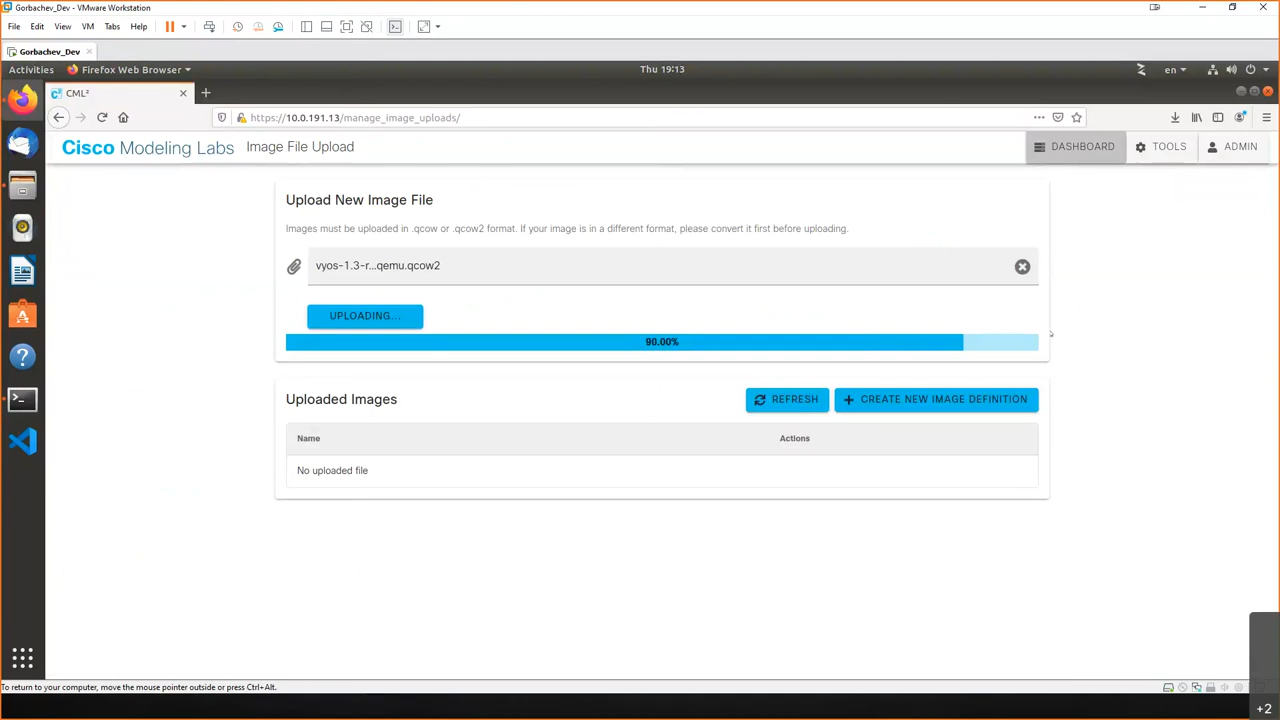 Gorbachev_Dev - VMware Workstation
File Edit View VM Tabs Help
Gorbachev_Dev
Activities Firefox Web Browser Thu 19:13 en
CML²
https://10.0.191.13/manage_image_uploads/
Cisco Modeling Labs Image File Upload DASHBOARD TOOLS ADMIN
Upload New Image File
Images must be uploaded in .qcow or .qcow2 format. If your image is in a different format, please convert it first before uploading.
vyos-1.3-r...qemu.qcow2
UPLOADING...
90.00%
Uploaded Images REFRESH CREATE NEW IMAGE DEFINITION
Name Actions
No uploaded file
To return to your computer, move the mouse pointer outside or press Ctrl+Alt.
+2